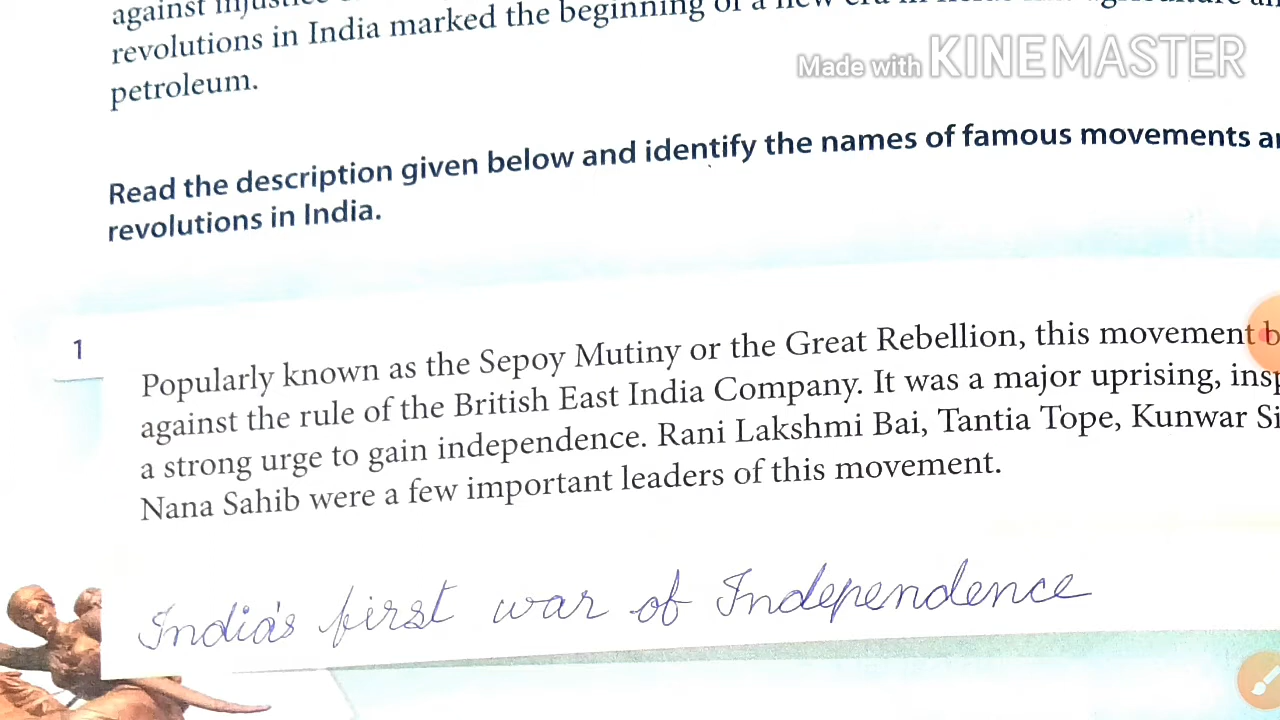 against
revolutions in India marked the beginning of a new era in
petroleum.
Made with KINEMASTER
Read the description given below and identify the names of famous movements
revolutions in India.
1
Popularly known as the Sepoy Mutiny or the Great Rebellion, this movement
against the rule of the British East India Company. It was a major uprising,
a strong urge to gain independence. Rani Lakshmi Bai, Tantia Tope, Kunwar
Nana Sahib were a few important leaders of this movement.
India's first war of Independence